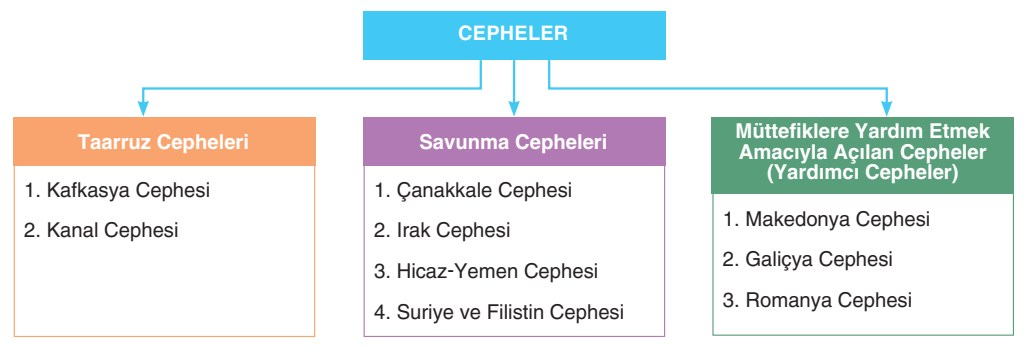 CEPHELER
Taarruz Cepheleri
1. Kafkasya Cephesi
2. Kanal Cephesi
Savunma Cepheleri
1. Çanakkale Cephesi
2. Irak Cephesi
3. Hicaz-Yemen Cephesi
4. Suriye ve Filistin Cephesi
Müttefiklere Yardım Etmek
Amacıyla Açılan Cepheler
(Yardımcı Cepheler)
1. Makedonya Cephesi
2. Galiçya Cephesi
3. Romanya Cephesi